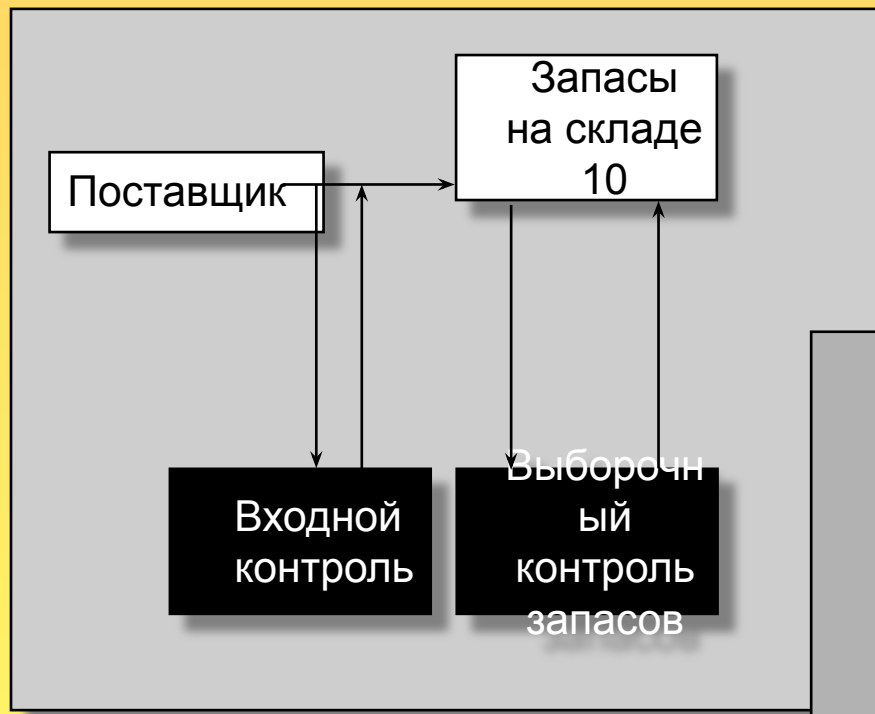 Запасы
на складе
10
Поставщик
Входной
контроль
Выборочн
ый
контроль
запасов